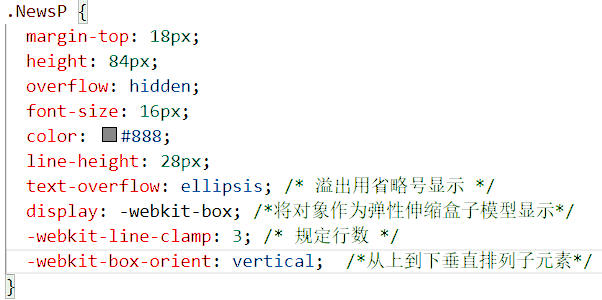 .NewsP {
margin-top: 18px;
height: 84px;
overflow: hidden;
font-size: 16px;
color: #888;
line-height: 28px;
text-overflow: ellipsis; /* 溢出用省略号显示 */
display: -webkit-box; /*将对象作为弹性伸缩盒子模型显示*/
-webkit-line-clamp: 3; /* 规定行数 */
-webkit-box-orient: vertical;  /*从上到下垂直排列子元素*/
}